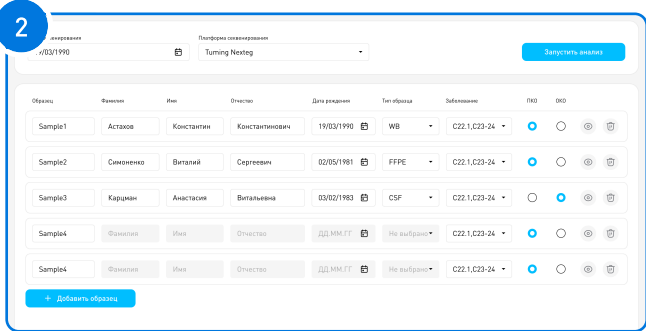 2
Платформа секвенирования
/03/1990
Tuming Nexteg
Запустить анализ
Образец Фамилия Имя Отчество Дата рождения Тип образца Заболевание ПКО ОКО
Sample1 Астахов Константин Константинович 19/03/1990 WB C22.1,C23-24
Sample2 Симоненко Виталий Сергеевич 02/05/1981 FFPE C22.1,C23-24
Sample3 Карцман Анастасия Витальевна 03/02/1983 CSF C22.1,C23-24
Sample4 Фамилия Имя Отчество ДД.ММ.ГГ Не выбрано C22.1,C23-24
Sample4 Фамилия Имя Отчество ДД.ММ.ГГ Не выбрано C22.1,C23-24
+ Добавить образец